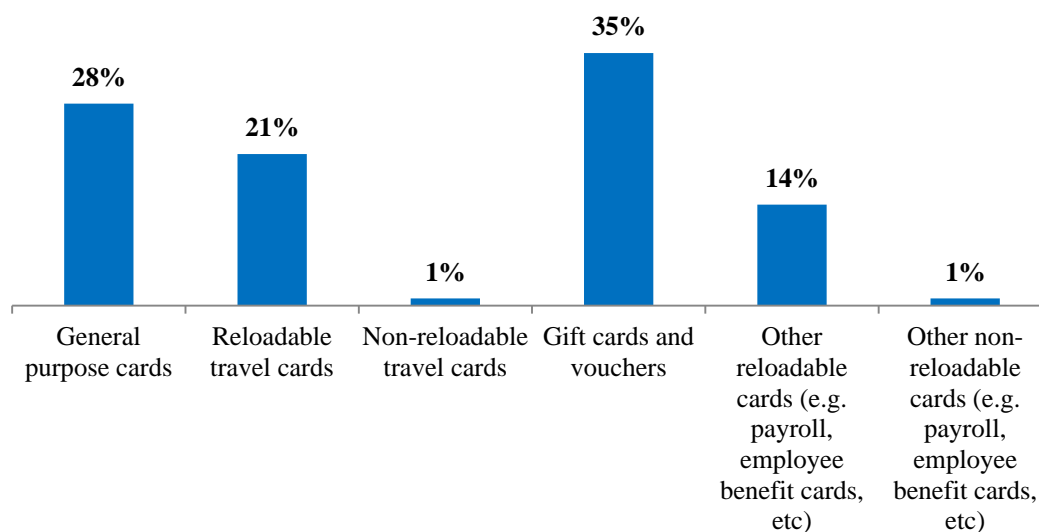 35%
28%
21%
14%
1%
1%
General
purpose cards
Reloadable
travel cards
Non-reloadable
travel cards
Gift cards and
vouchers
Other
reloadable
cards (e.g.
payroll,
employee
benefit cards,
etc)
Other non-
reloadable
cards (e.g.
payroll,
employee
benefit cards,
etc)